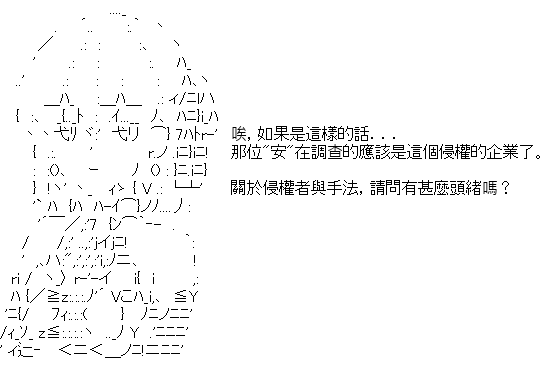 唉，如果是這樣的話...
那位"安"在調查的應該是這個侵權的企業了。
關於侵權者與手法，請問有甚麼頭緒嗎？